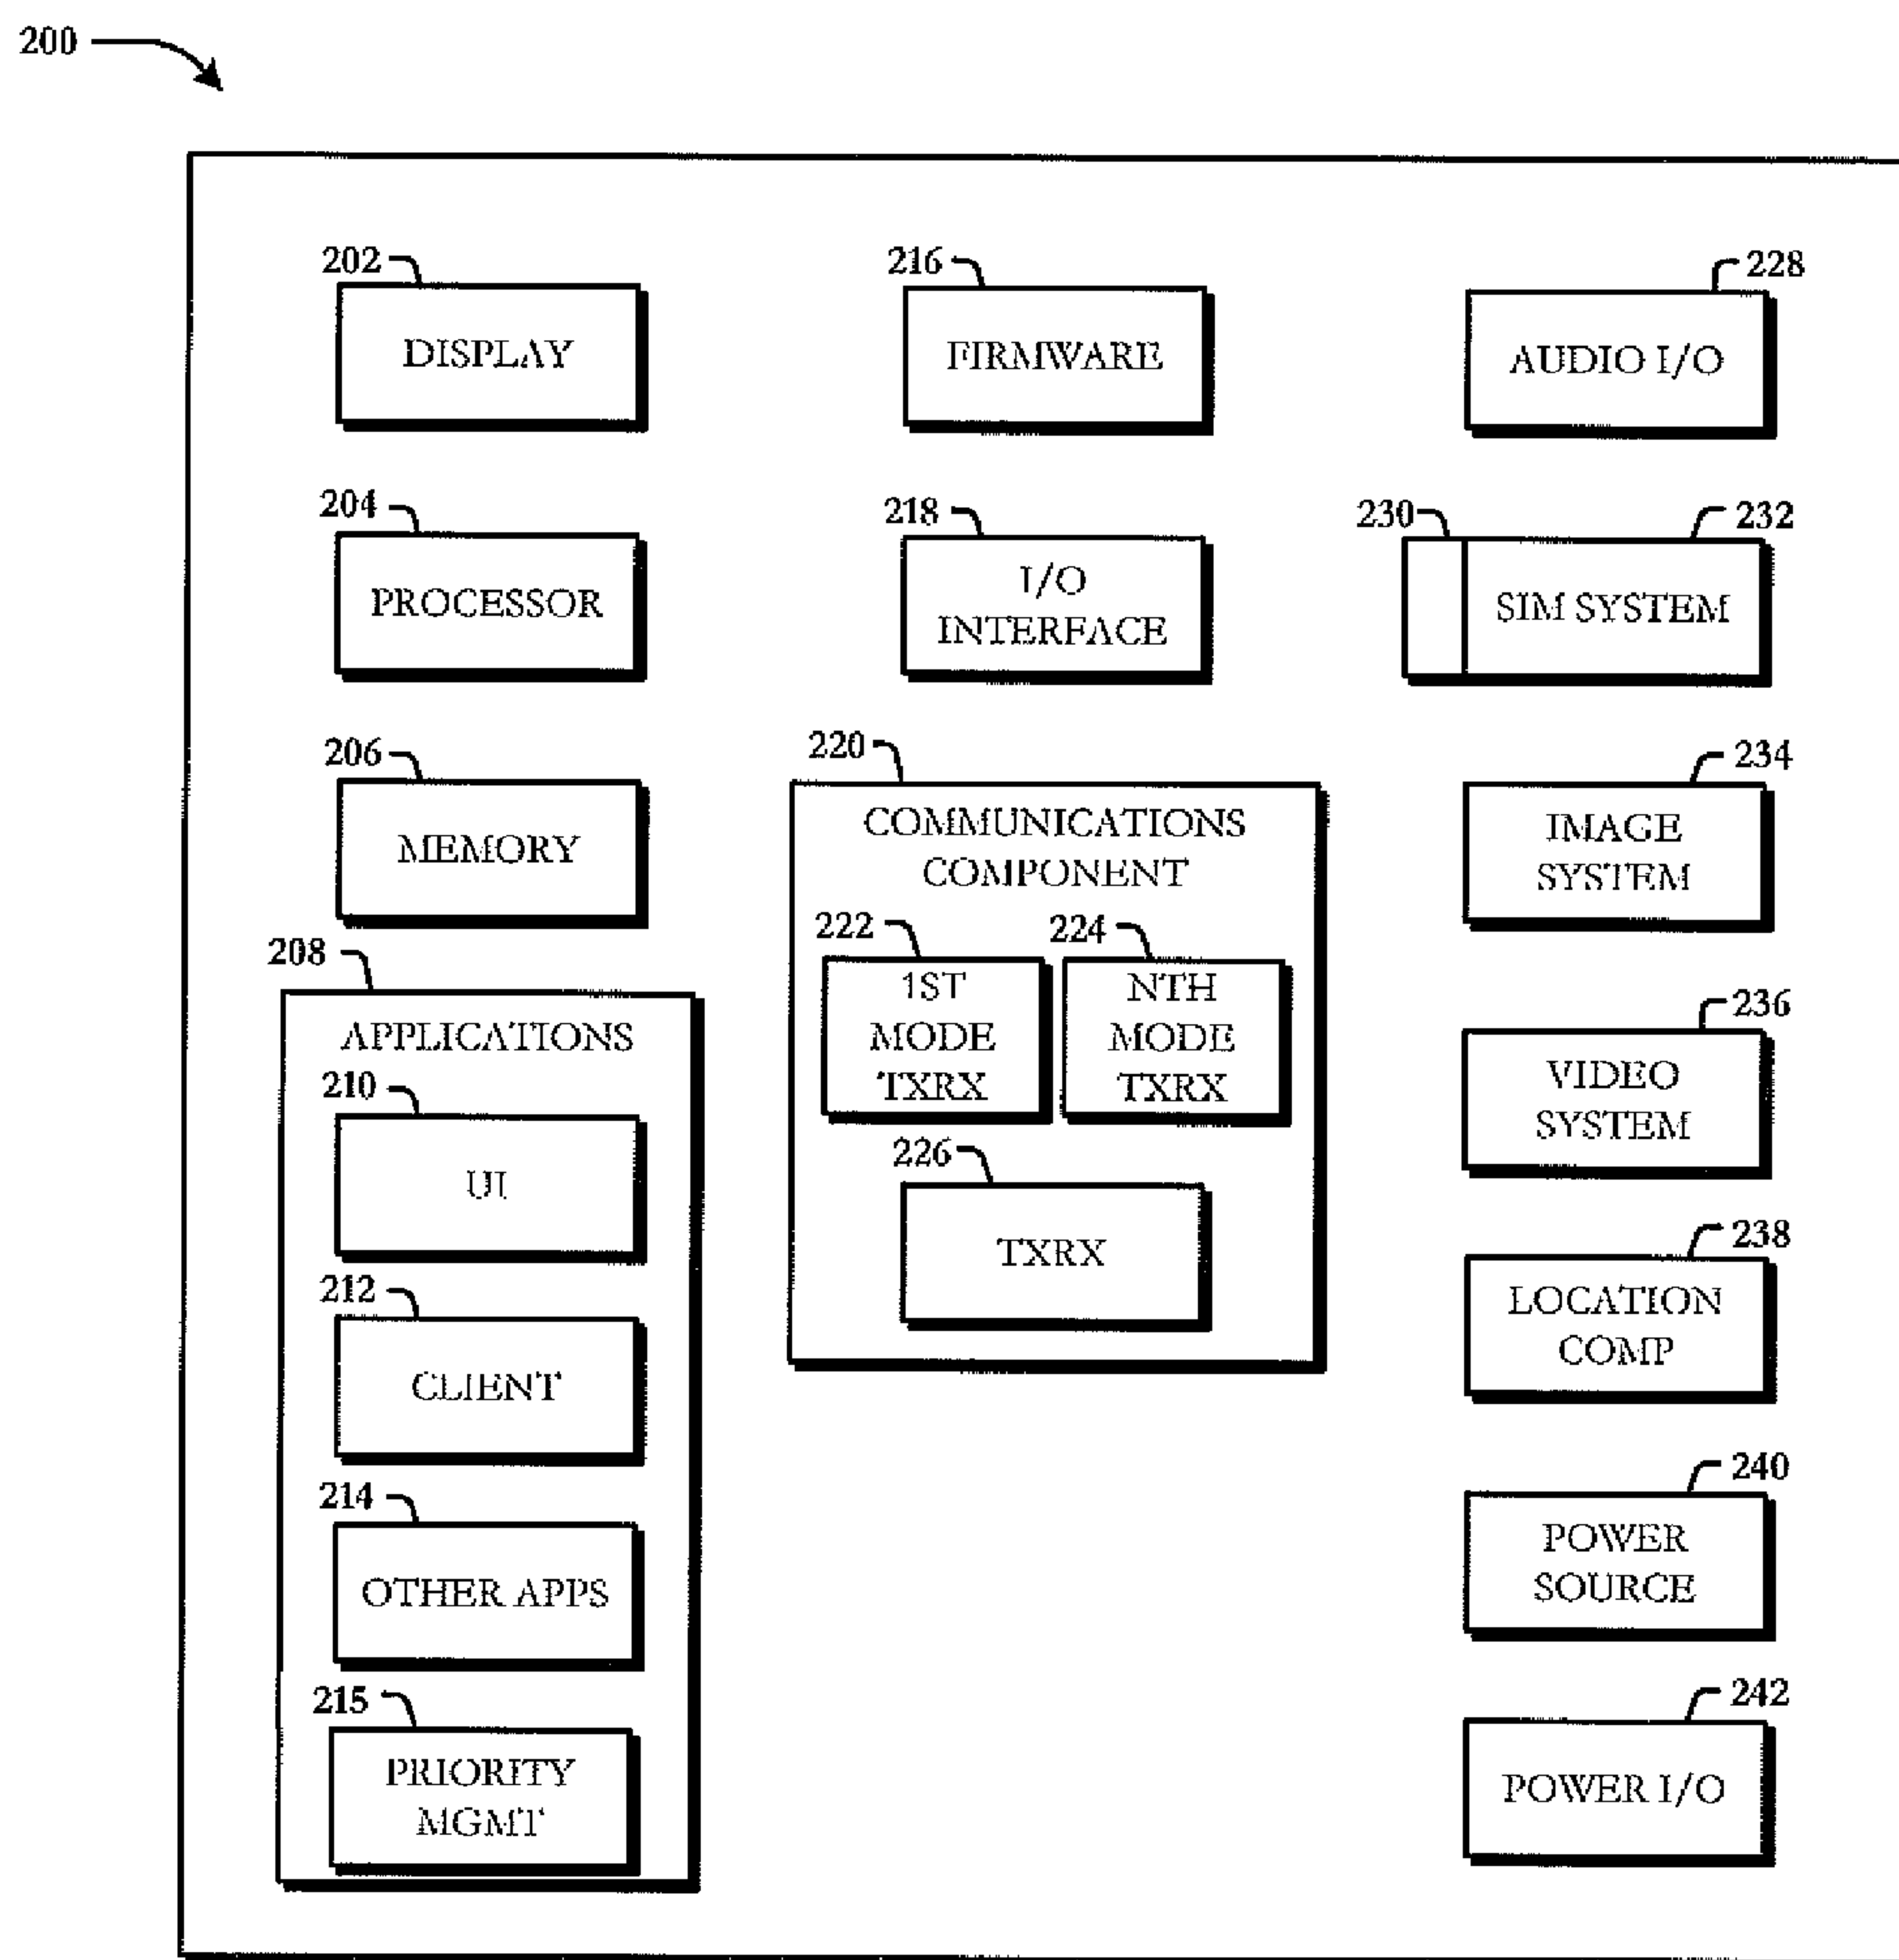 200
202
DISPLAY
204
PROCESSOR
206
MEMORY
208
APPLICATIONS
210
UI
212
CLIENT
214
OTHER APPS
215
PRIORITY
MGMT
216
FIRMWARE
218
I/O
INTERFACE
220
COMMUNICATIONS
COMPONENT
222
1ST
MODE
TXRX
224
NTH
MODE
TXRX
226
TXRX
228
AUDIO I/O
230
232
SIM SYSTEM
234
IMAGE
SYSTEM
236
VIDEO
SYSTEM
238
LOCATION
COMP
240
POWER
SOURCE
242
POWER I/O